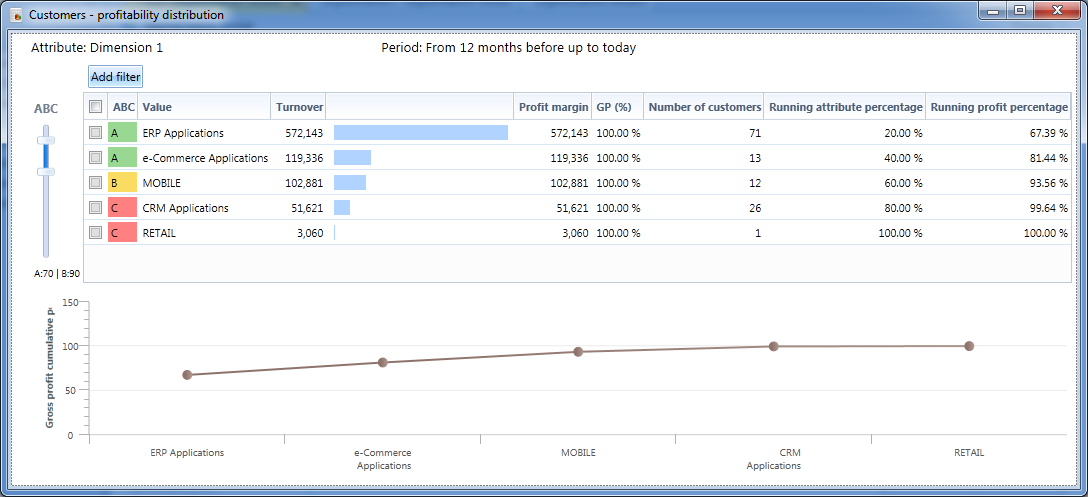 Customers - profitability distribution
Attribute: Dimension 1 Period: From 12 months before up to today
Add filter
ABC
ABC Value Turnover Profit margin GP (%) Number of customers Running attribute percentage Running profit percentage
A ERP Applications 572,143 572,143 100.00 % 71 20.00 % 67.39 %
A e-Commerce Applications 119,336 119,336 100.00 % 13 40.00 % 81.44 %
B MOBILE 102,881 102,881 100.00 % 12 60.00 % 93.56 %
C CRM Applications 51,621 51,621 100.00 % 26 80.00 % 99.64 %
C RETAIL 3,060 3,060 100.00 % 1 100.00 % 100.00 %
A:70 | B:90
Gross profit cumulative
150
100
50
0
ERP Applications
e-Commerce
Applications
MOBILE
CRM
Applications
RETAIL